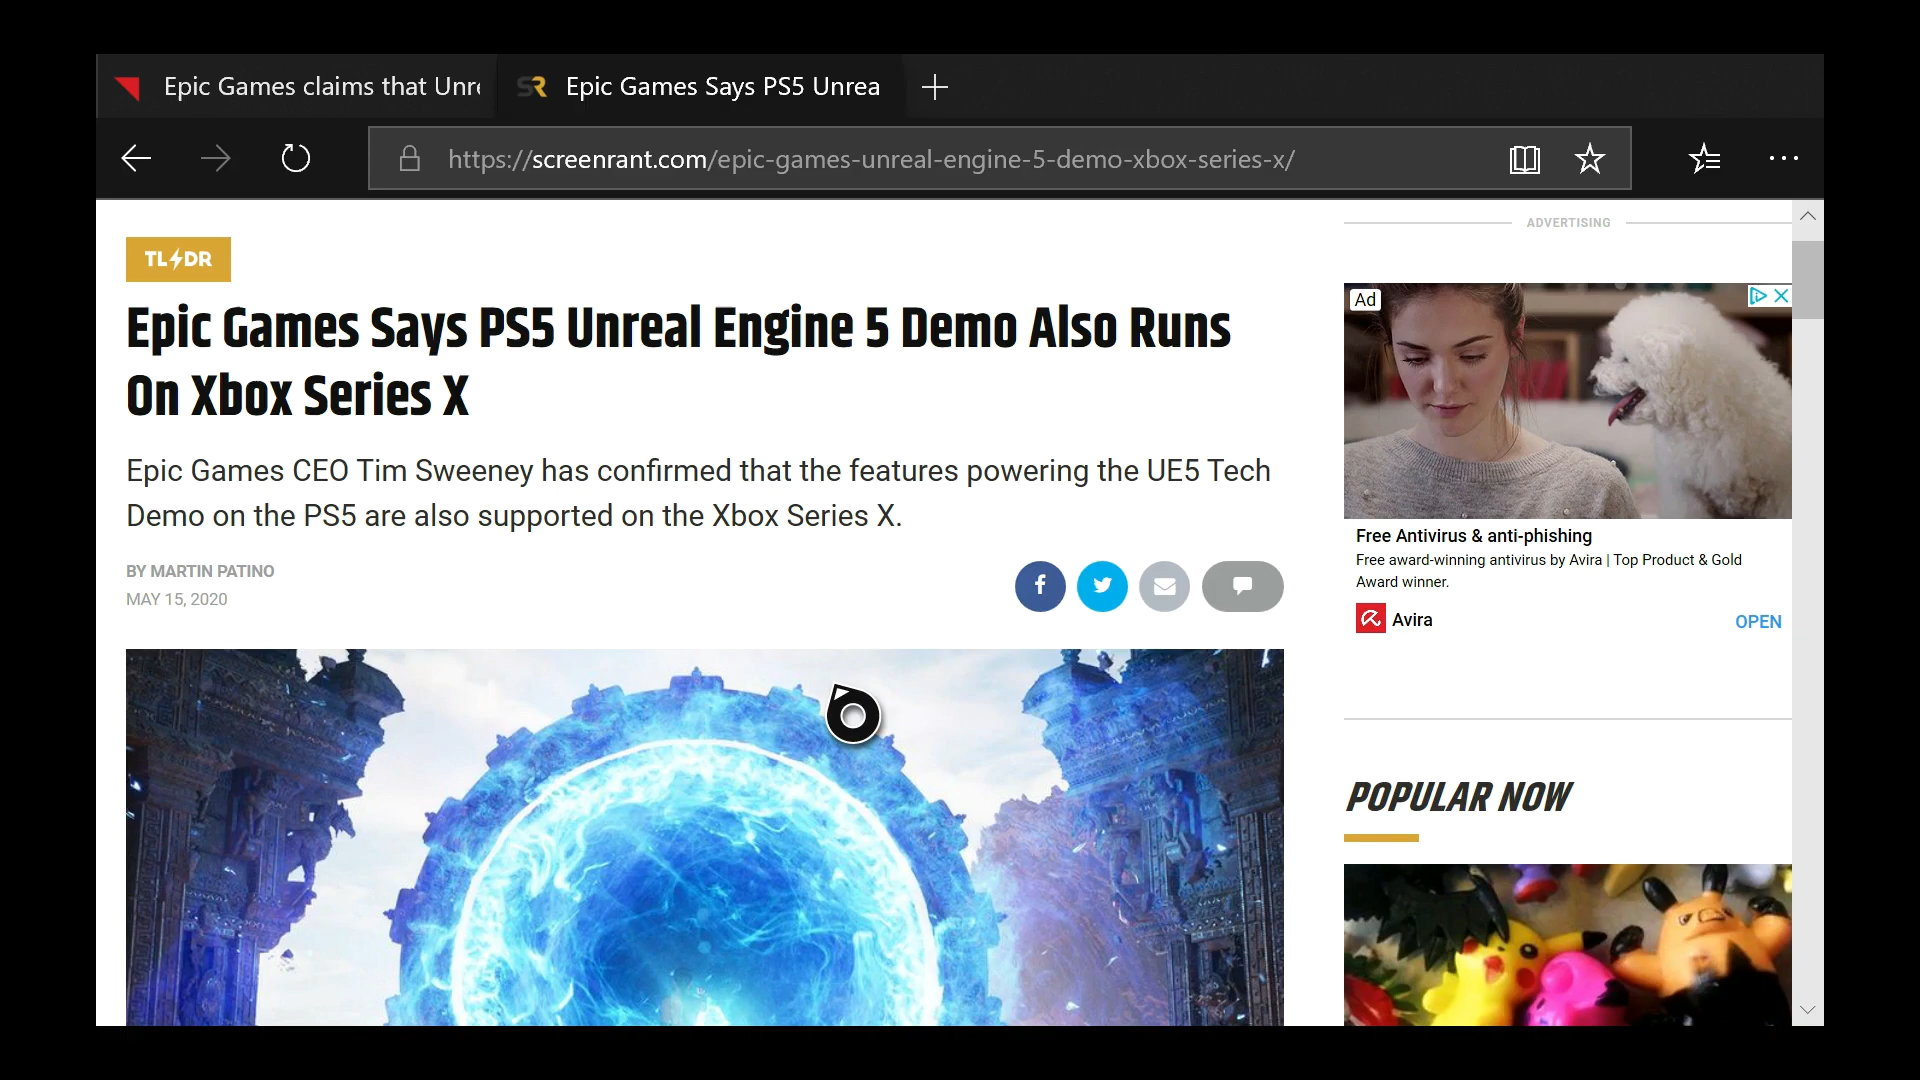 Epic Games claims that Unr
Epic Games Says PS5 Unrea
https://screenrant.com/epic-games-unreal-engine-5-demo-xbox-series-x/
TL DR
Epic Games Says PS5 Unreal Engine 5 Demo Also Runs
On Xbox Series X
Epic Games CEO Tim Sweeney has confirmed that the features powering the UE5 Tech
Demo on the PS5 are also supported on the Xbox Series X.
BY MARTIN PATINO
MAY 15, 2020
ADVERTISING
Ad
Free Antivirus & anti-phishing
Free award-winning antivirus by Avira | Top Product & Gold
Award winner.
Avira
OPEN
POPULAR NOW